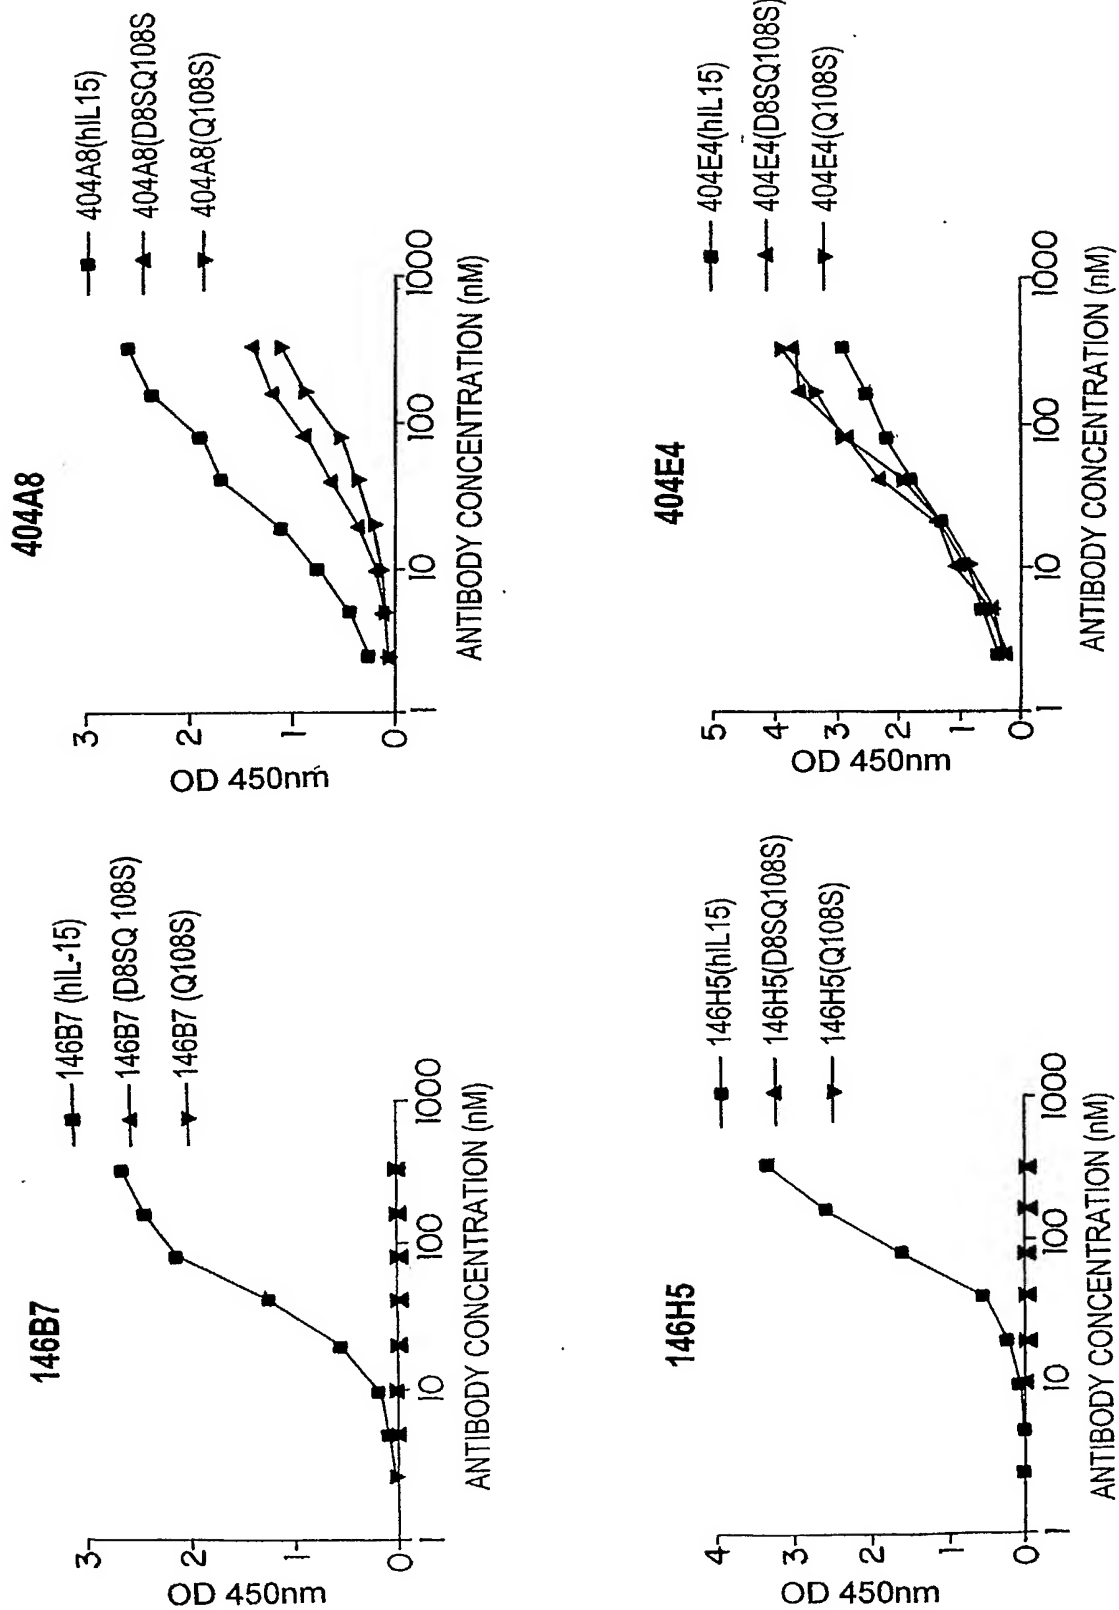 146B7
146B7 (hIL-15)
146B7 (D8SQ 108S)
146B7 (Q108S)
3
2
1
0
OD 450nm
1
10
100
1000
ANTIBODY CONCENTRATION (nM)
404A8
404A8(hIL15)
404A8(D8SQ108S
404A8(Q108S)
3
2
1
0
OD 450nm
1
10
100
1000
ANTIBODY CONCENTRATION (nM)
146H5
146H5(hIL15)
146H5(D8SQ108S)
146H5(Q108S)
4
3
2
1
0
OD 450nm
1
10
100
1000
ANTIBODY CONCENTRATION (nM)
404E4
404E4(hIL15)
404E4(D8SQ108S)
404E4(Q108S)
5
4
3
2
1
0
OD 450nm
1
10
100
1000
ANTIBODY CONCENTRATION (nM)